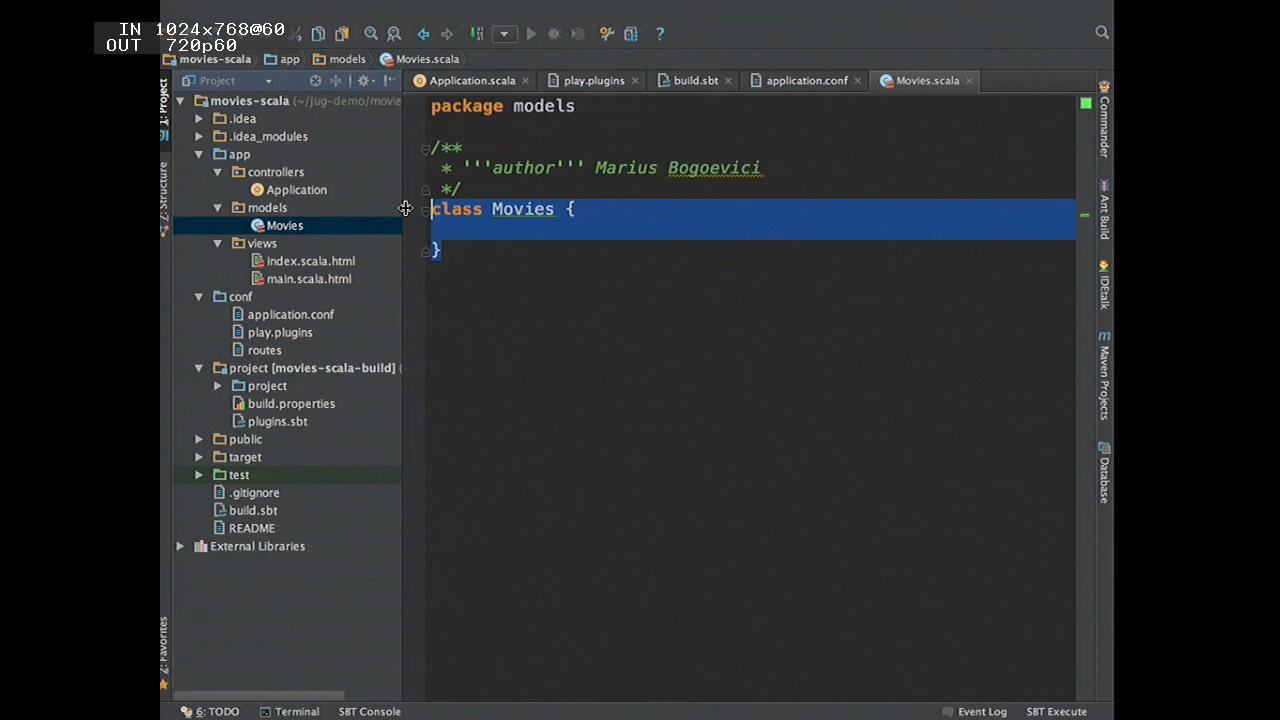 IN 1024x768@60
OUT 720p60
?
movies-scala app models Movies.scala
Project
Application.scala play.plugins build.sbt application.conf Movies.scala
movies-scala (~/jug-demo/movie
.idea
.idea_modules
app
controllers
Application
models
Movies
views
index.scala.html
main.scala.html
conf
application.conf
play.plugins
routes
project [movies-scala-build] (
project
build.properties
plugins.sbt
public
target
test
.gitignore
build.sbt
README
External Libraries
1: Project
7: Structure
2: Favorites
package models
/**
* '''author''' Marius Bogoevici
*/
class Movies {
}
Commander
Ant Build
IDEtalk
m
Maven Projects
Database
6: TODO Terminal SBT Console Event Log SBT Execute